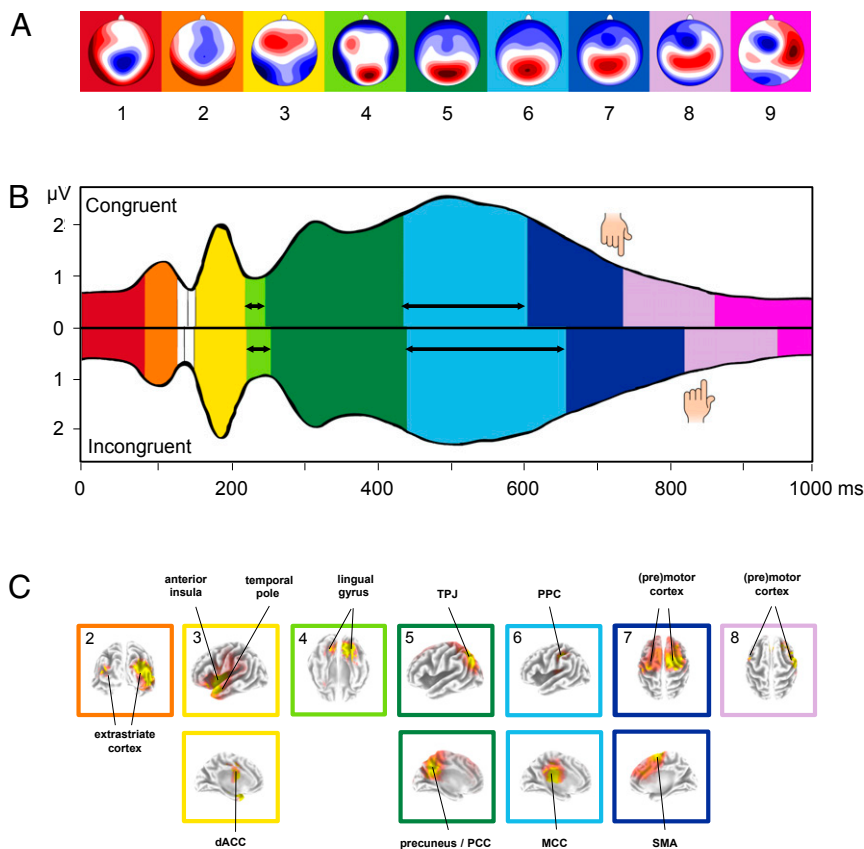 A
1 2 3 4 5 6 7 8 9
B
µV
Congruent
2
1
0
1
2
Incongruent
0 200 400 600 800 1000 ms
C
anterior
insula
temporal
pole
lingual
gyrus
TPJ
PPC
(pre)motor
cortex
(pre)motor
cortex
2 3 4 5 6 7 8
extrastriate
cortex
dACC
precuneus / PCC
MCC
SMA